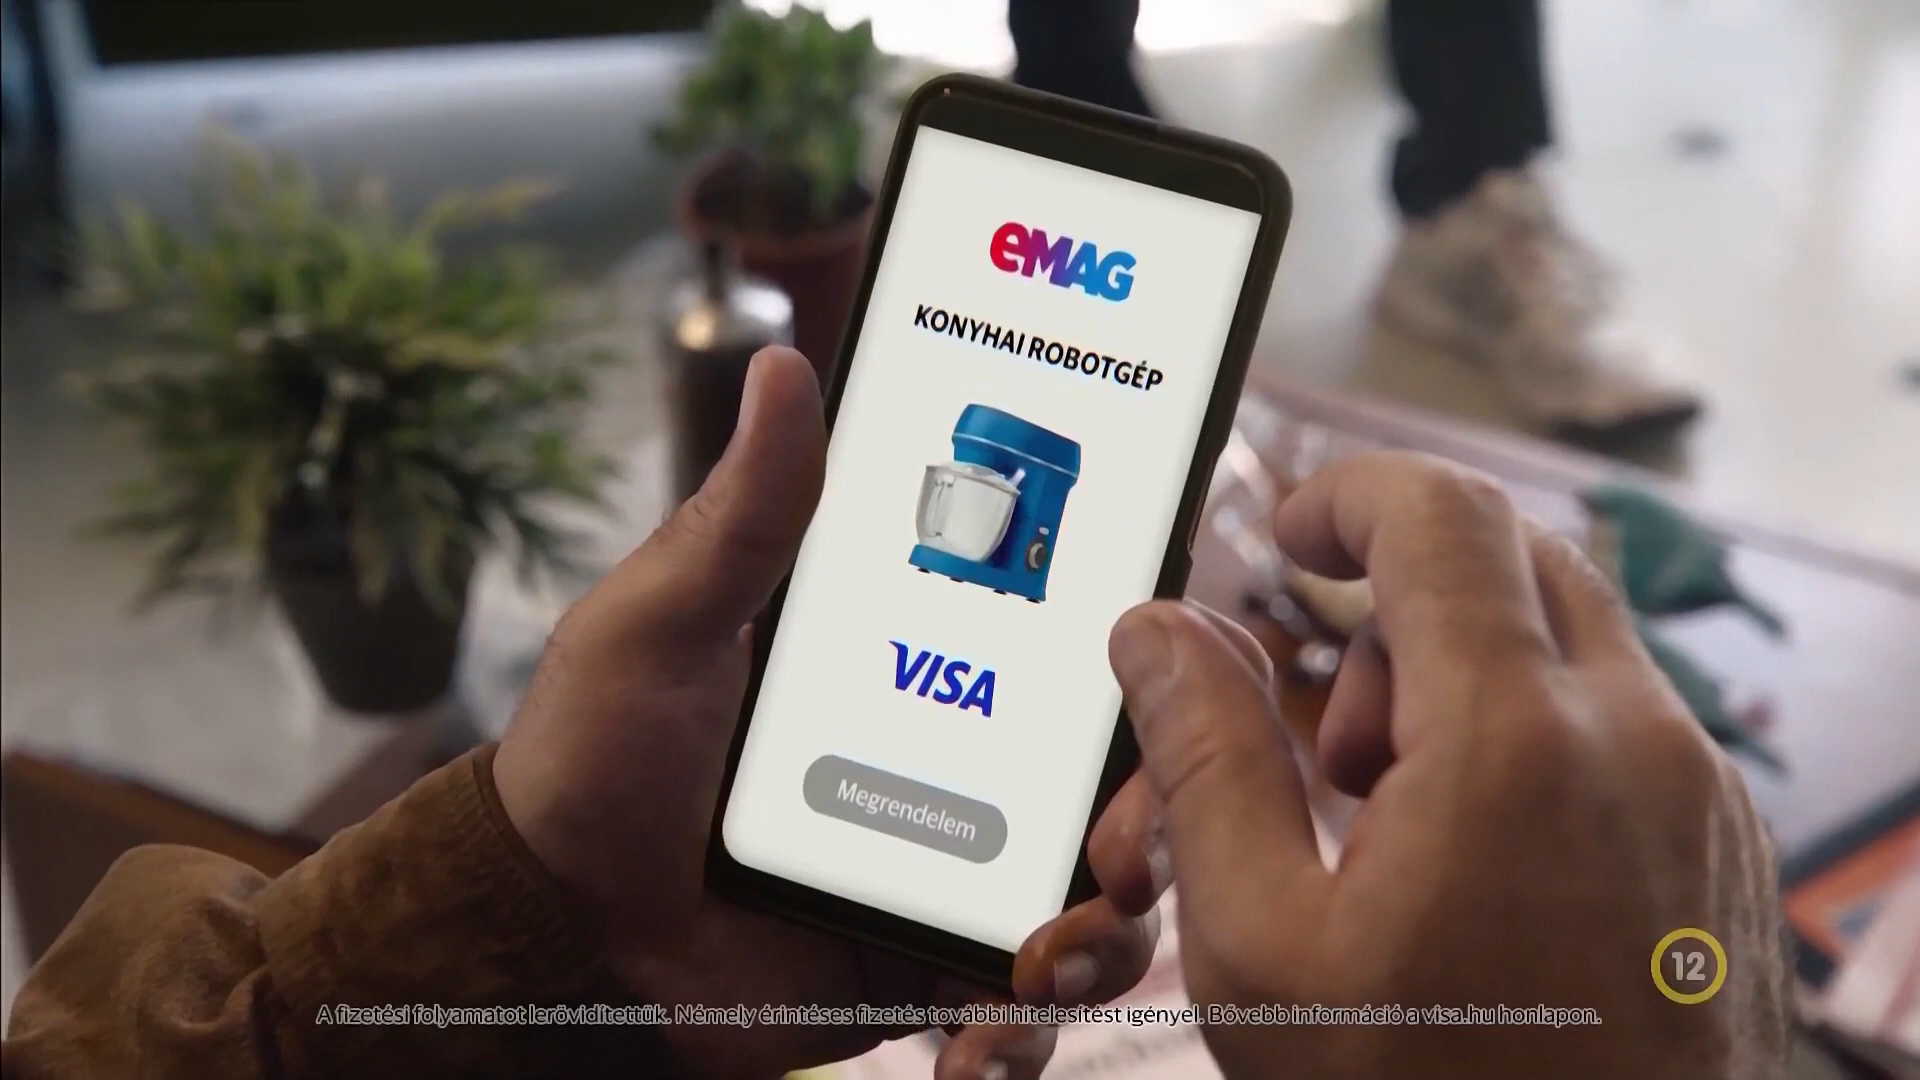 eMAG
KONYHAI ROBOTGÉP
VISA
Megrendelem
12
A fizetési folyamatot lerövidítettük. Némely érintéses fizetés további hitelesítést igényel. Bővebb információ a visa.hu honlapon.